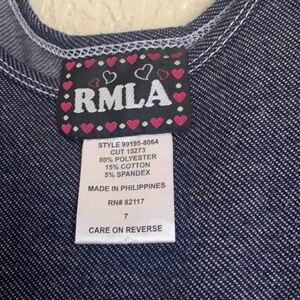 RMLA
STYLE 99195-8064
CUT 15273
80% POLYESTER
15% COTTON
5% SPANDEX
MADE IN PHILIPPINES
RN# 82117
7
CARE ON REVERSE